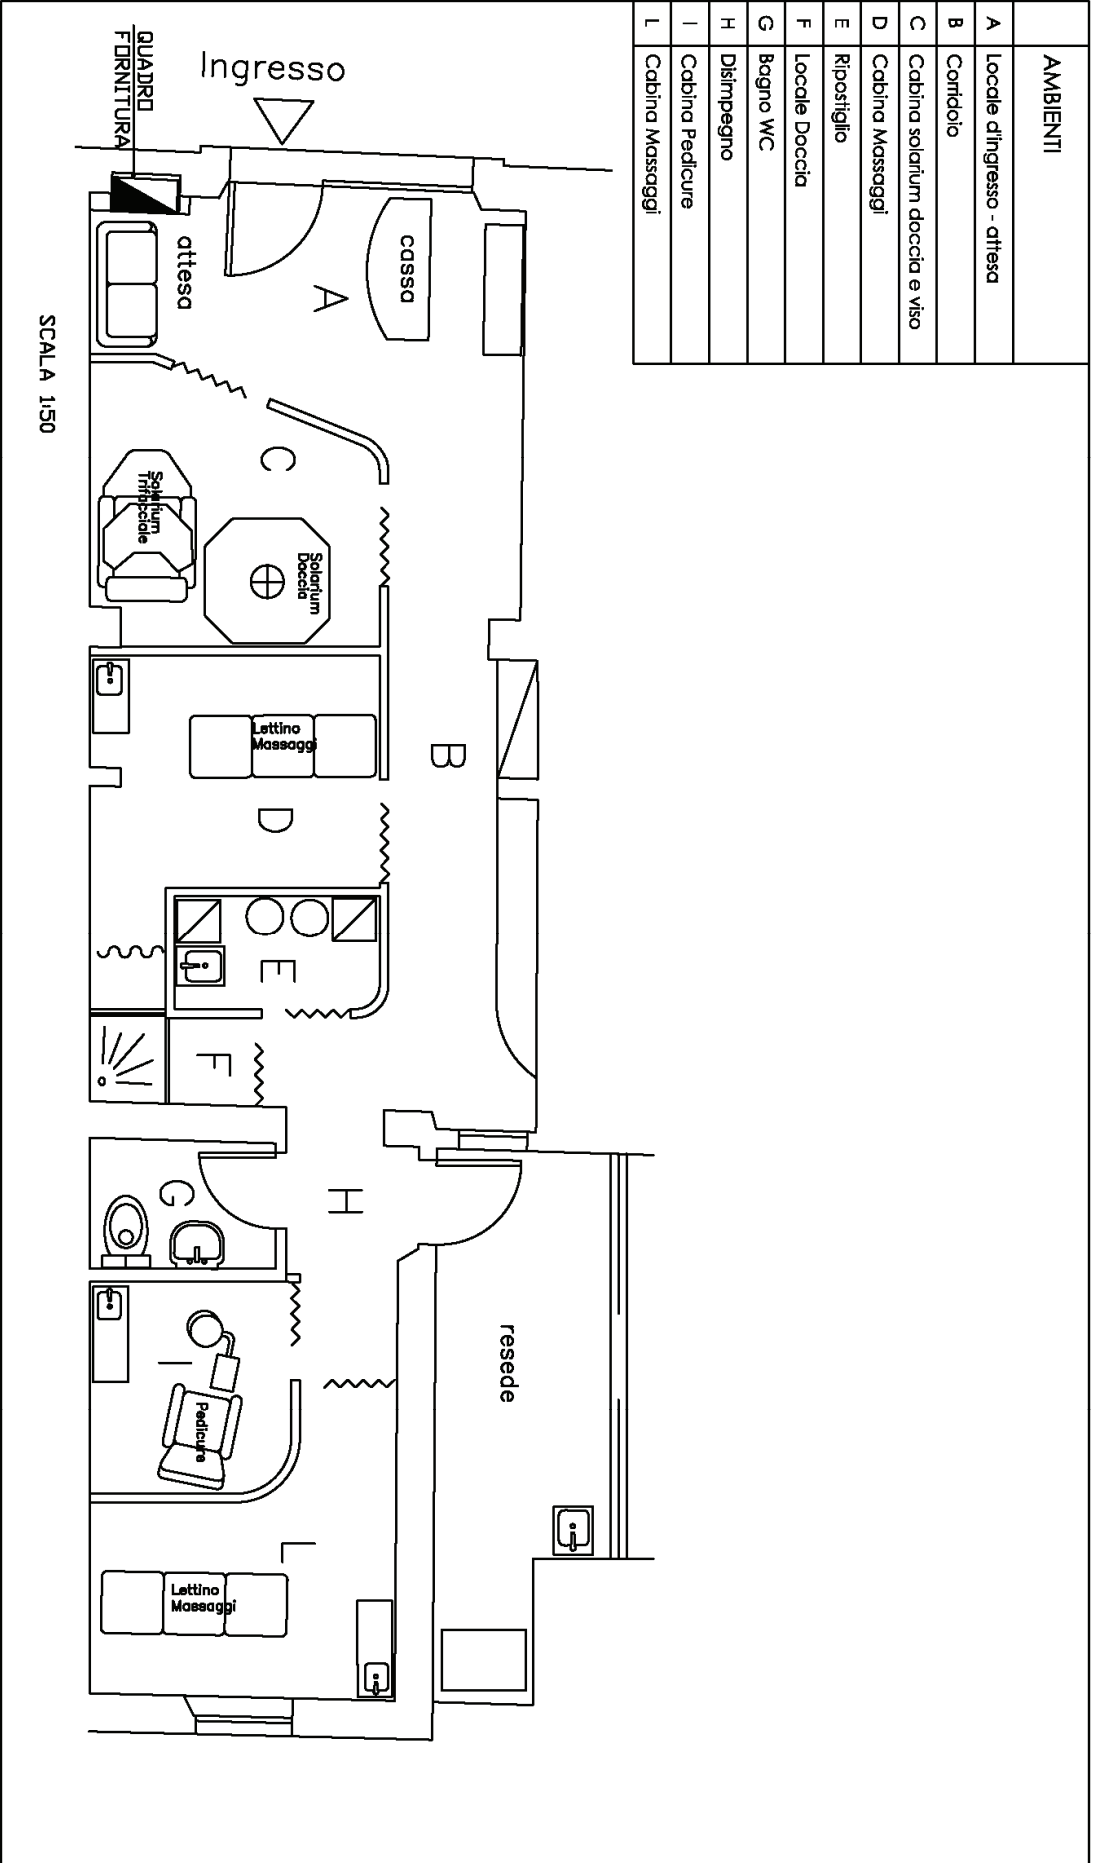 AMBIENTI
A Locale d'ingresso - attesa
B Corridoio
C Cabina solarium doccia e viso
D Cabina Massaggi
E Ripostiglio
F Locale Doccia
G Bagno WC
H Disimpegno
I Cabina Pedicure
L Cabina Massaggi
Ingresso
QUADRO
FORNITURA
attesa
cassa
A
SCALA 1:50
C
Solarium
Trifacciale
Solarium
Doccia
B
Lettino
Massaggi
D
E
F
G
H
resede
I
Pedicure
L
Lettino
Massaggi